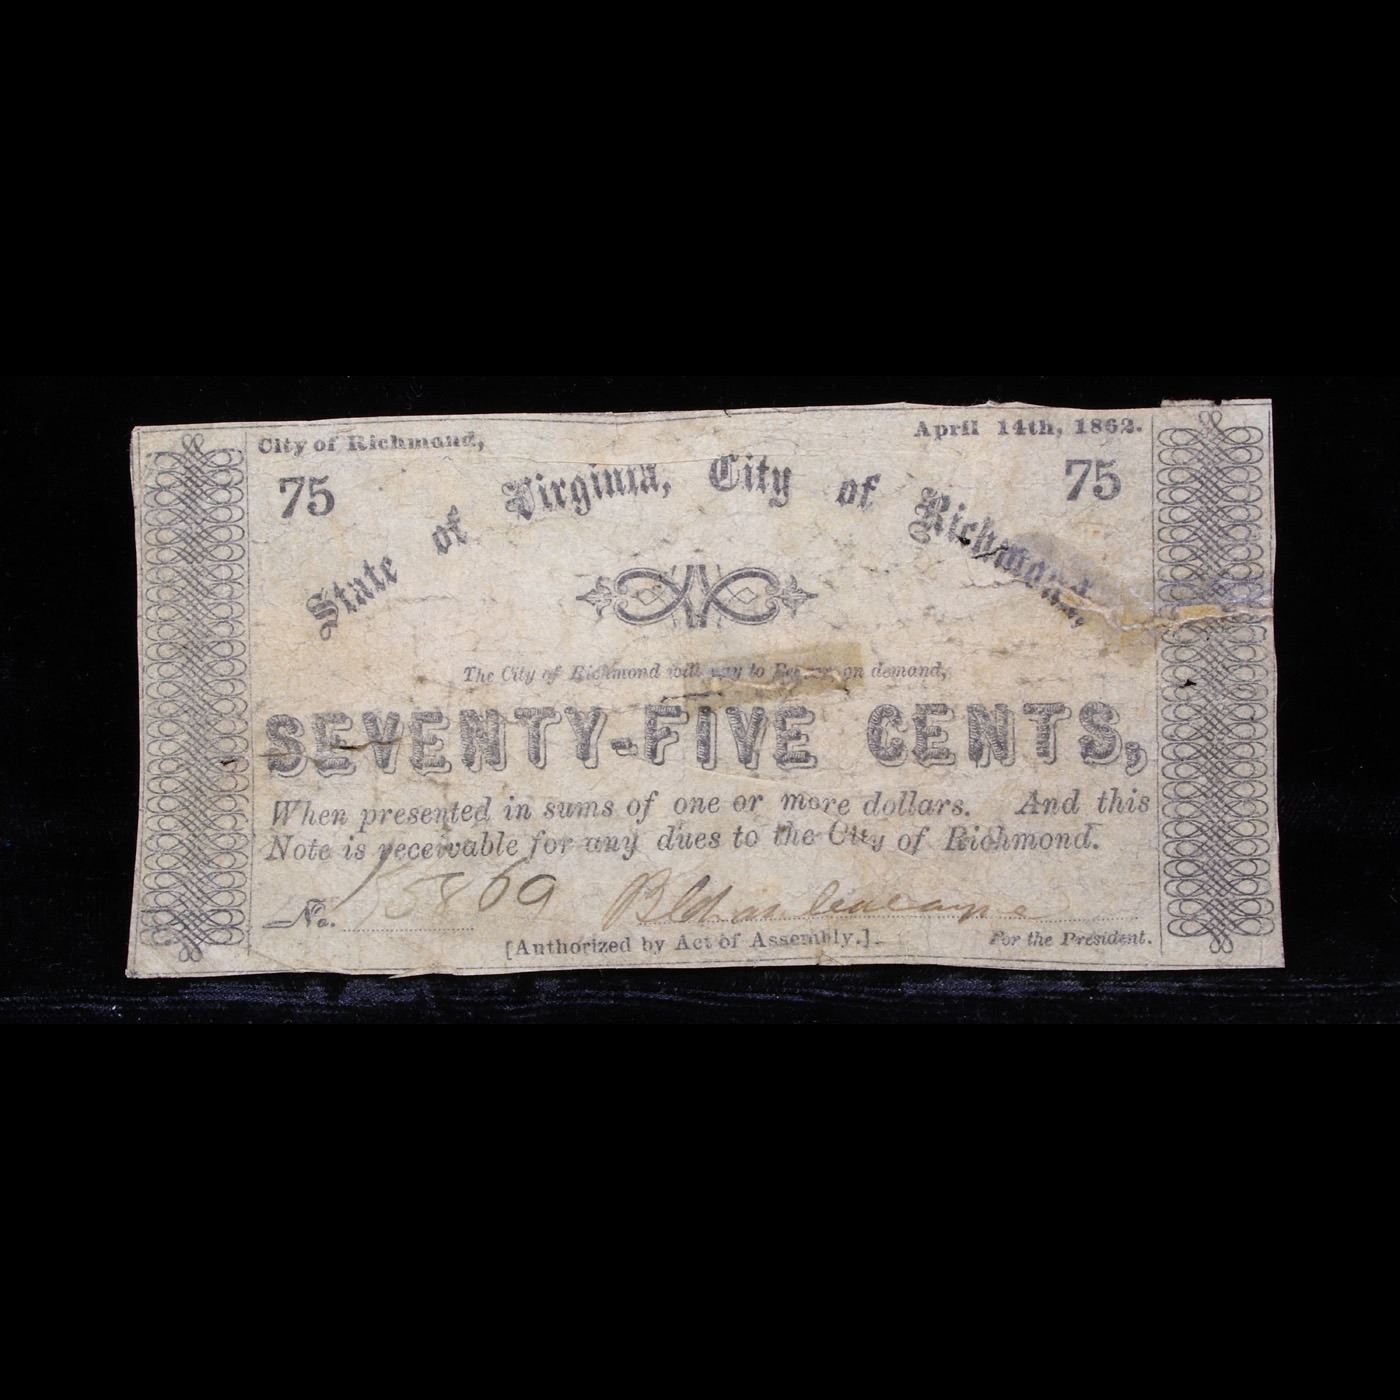 City of Richmond, April 14th, 1862.
75 75
State of Virginia, City of Richmond,
The City of Richmond will pay to Bearer on demand,
SEVENTY-FIVE CENTS,
When presented in sums of one or more dollars. And this
Note is receivable for any dues to the City of Richmond.
No. 15869
[Authorized by Act of Assembly.] For the President.